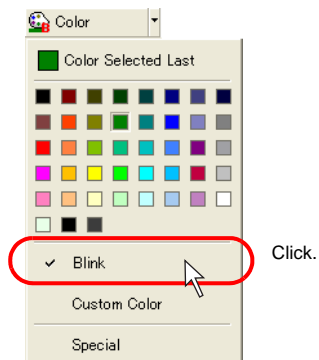 Color
Color Selected Last
Blink
Click.
Custom Color
Special